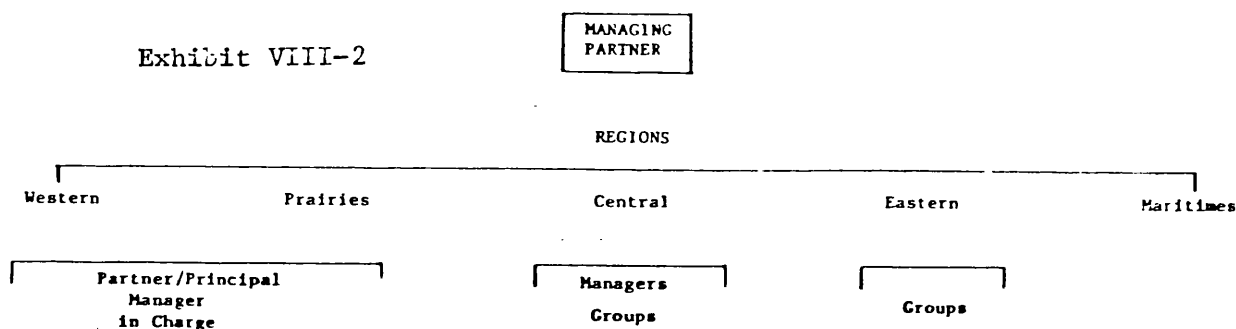 Exhibit VIII-2
MANAGING
PARTNER
REGIONS
Western Prairies Central Eastern Maritimes
Partner/Principal
Manager
in Charge
Managers
Groups
Groups